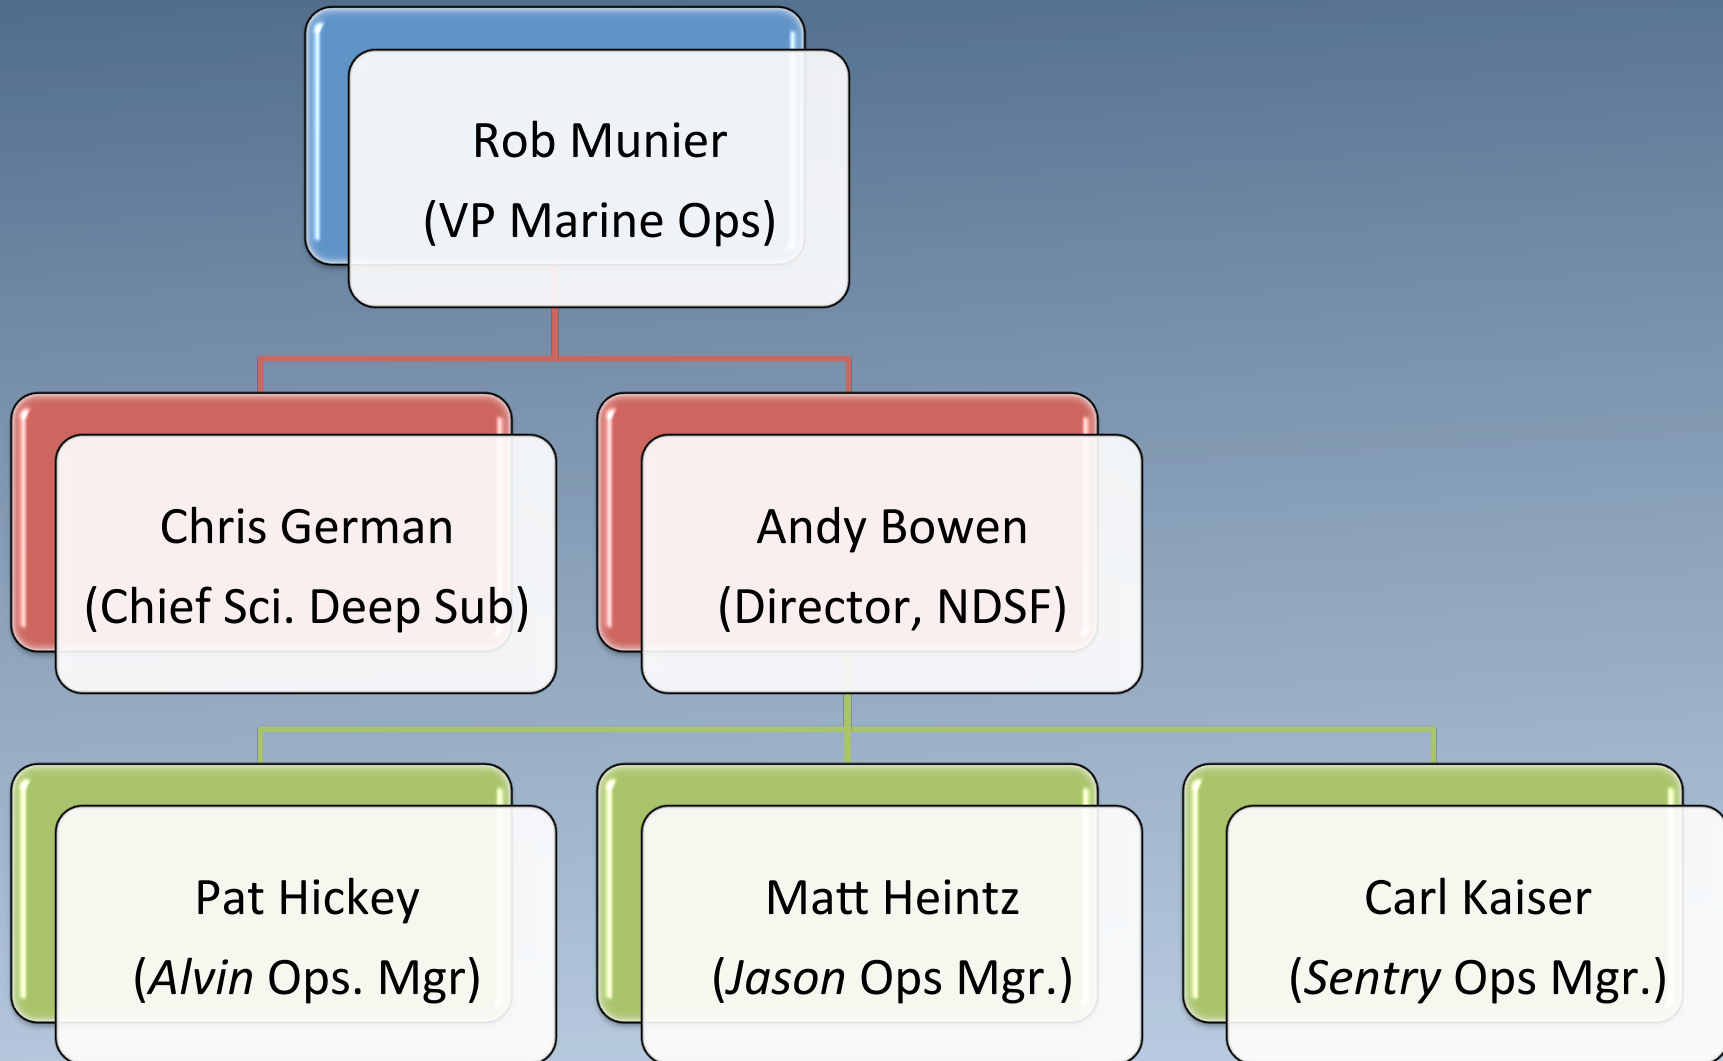 Rob Munier
(VP Marine Ops)
Chris German
(Chief Sci. Deep Sub)
Andy Bowen
(Director, NDSF)
Pat Hickey
(Alvin Ops. Mgr)
Matt Heintz
(Jason Ops Mgr.)
Carl Kaiser
(Sentry Ops Mgr.)